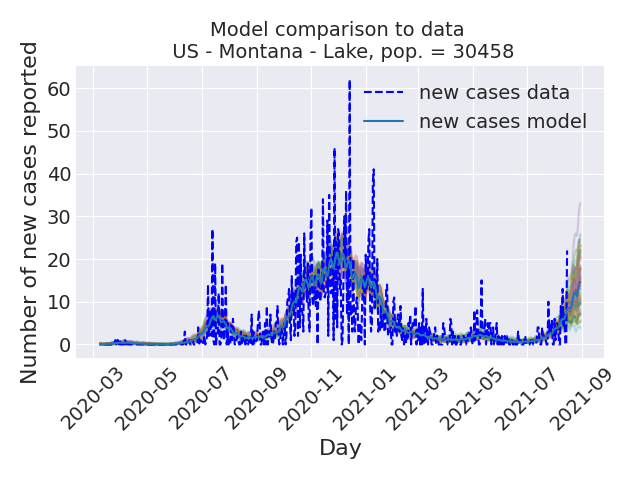 Model comparison to data
US - Montana - Lake, pop. = 30458
Number of new cases reported
60
50
40
30
20
10
0
new cases data
new cases model
2020-03
2020-05
2020-07
2020-09
2020-11
2021-01
2021-03
2021-05
2021-07
2021-09
Day